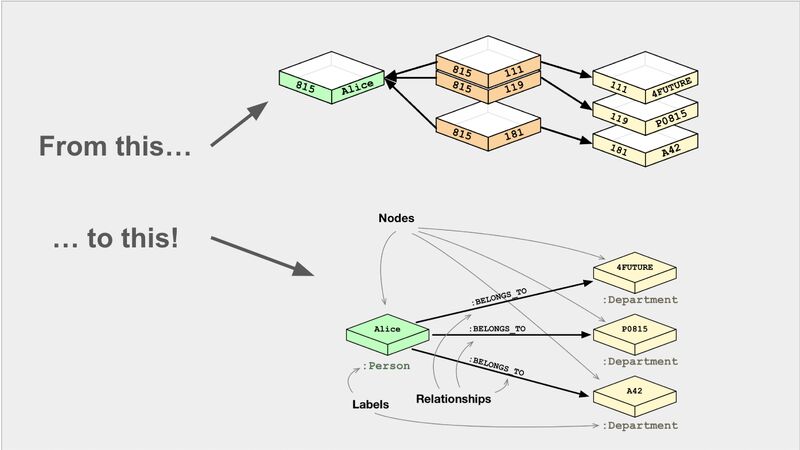 815 Alice
815 111
815 119
815 181
111 4FUTURE
119 P0815
181 A42
From this…
… to this!
Nodes
4FUTURE
:Department
:BELONGS_TO
Alice
:Person
:BELONGS_TO
P0815
:Department
:BELONGS_TO
A42
:Department
Labels
Relationships